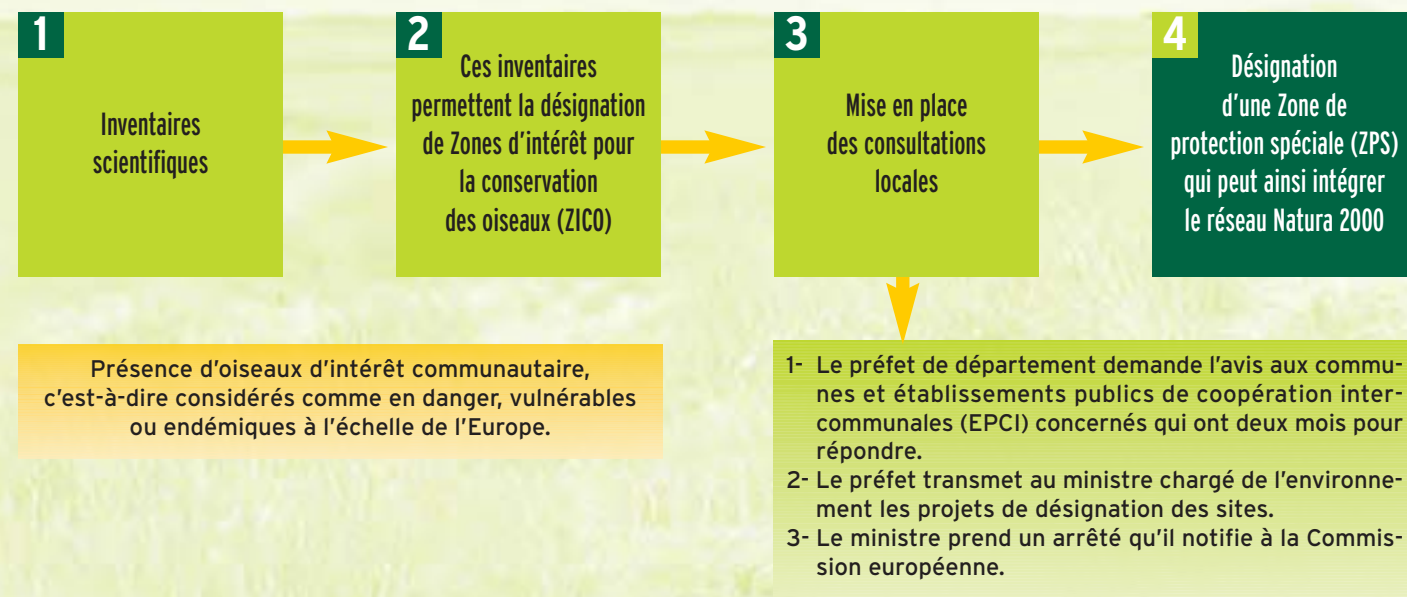 1
Inventaires
scientifiques
2
Ces inventaires
permettent la désignation
de Zones d'intérêt pour
la conservation
des oiseaux (ZICO)
3
Mise en place
des consultations
locales
4
Désignation
d'une Zone de
protection spéciale (ZPS)
qui peut ainsi intégrer
le réseau Natura 2000
Présence d'oiseaux d'intérêt communautaire,
c'est-à-dire considérés comme en danger, vulnérables
ou endémiques à l'échelle de l'Europe.
1- Le préfet de département demande l'avis aux commu-
nes et établissements publics de coopération inter-
communales (EPCI) concernés qui ont deux mois pour
répondre.
2- Le préfet transmet au ministre chargé de l'environne-
ment les projets de désignation des sites.
3- Le ministre prend un arrêté qu'il notifie à la Commis-
sion européenne.